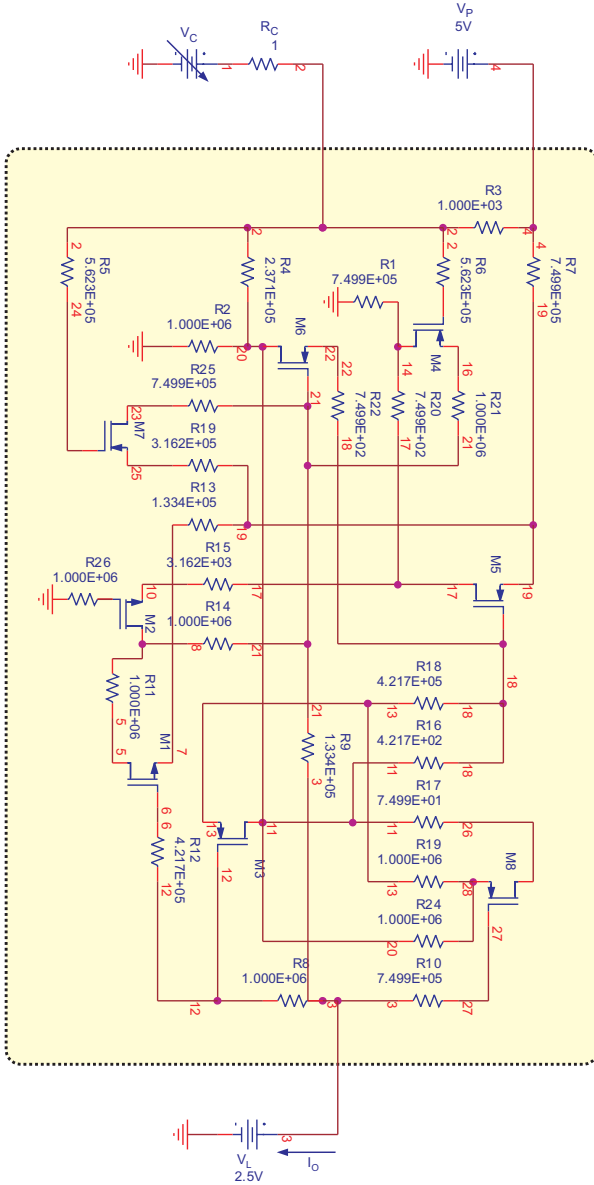 V_C
R_C
1
V_P
5V
1
2
4
R3
1.000E+03
2
2
2
4
4
R5
5.623E+05
24
R4
2.371E+05
R1
7.499E+05
R6
5.623E+05
R7
7.499E+05
19
R2
1.000E+06
20
M6
22
22
21
14
M4
16
R25
7.499E+05
23
M7
R22
7.499E+02
18
R20
7.499E+02
17
R21
1.000E+06
21
R19
3.162E+05
25
R13
1.334E+05
19
R26
1.000E+06
10
R15
3.162E+03
17
17
M5
19
M2
R14
1.000E+06
8
21
R11
1.000E+06
5
5
M1
7
21
R9
1.334E+05
3
R18
4.217E+05
13
18
18
R16
4.217E+02
11
18
6
6
R12
4.217E+05
12
13
M3
11
12
R17
7.499E+01
11
26
R19
1.000E+06
13
28
M8
27
R24
1.000E+06
20
R8
1.000E+06
12
3
3
R10
7.499E+05
3
27
3
V_L
2.5V
I_O